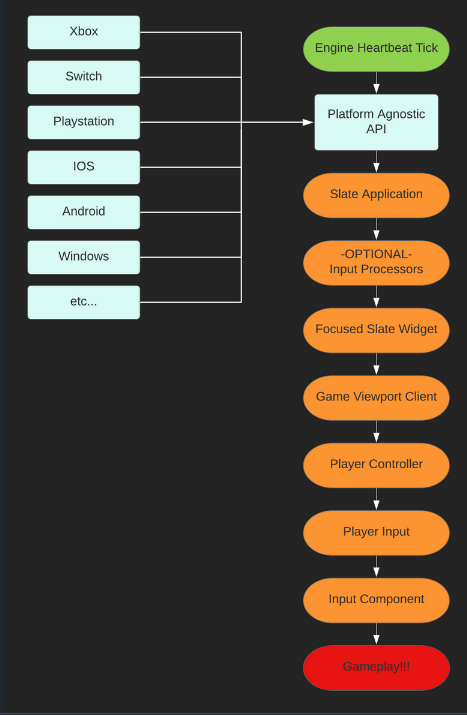 Xbox
Switch
Playstation
IOS
Android
Windows
etc...
Engine Heartbeat Tick
Platform Agnostic
API
Slate Application
-OPTIONAL-
Input Processors
Focused Slate Widget
Game Viewport Client
Player Controller
Player Input
Input Component
Gameplay!!!